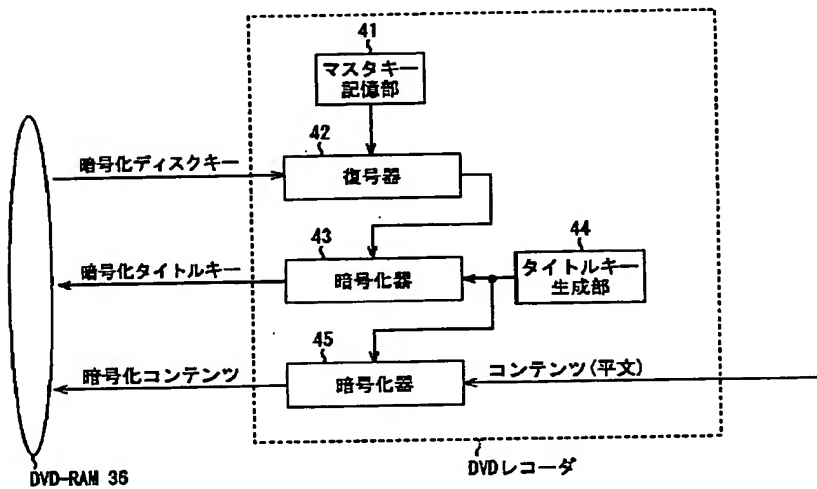 41
マスタキー
記憶部
42
暗号化ディスクキー
復号器
43
44
暗号化タイトルキー
暗号化器
タイトルキー
生成部
45
暗号化コンテンツ
暗号化器
コンテンツ(平文)
DVD-RAM 36
DVDレコーダ